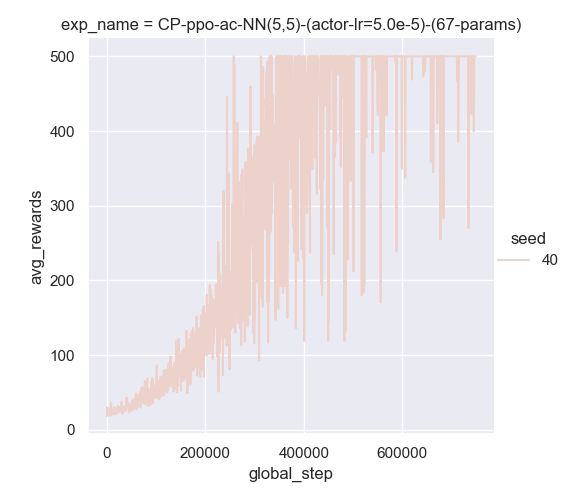 exp_name = CP-ppo-ac-NN(5,5)-(actor-lr=5.0e-5)-(67-params)
500
400
300
200
100
0
avg_rewards
0 200000 400000 600000
global_step
seed
40